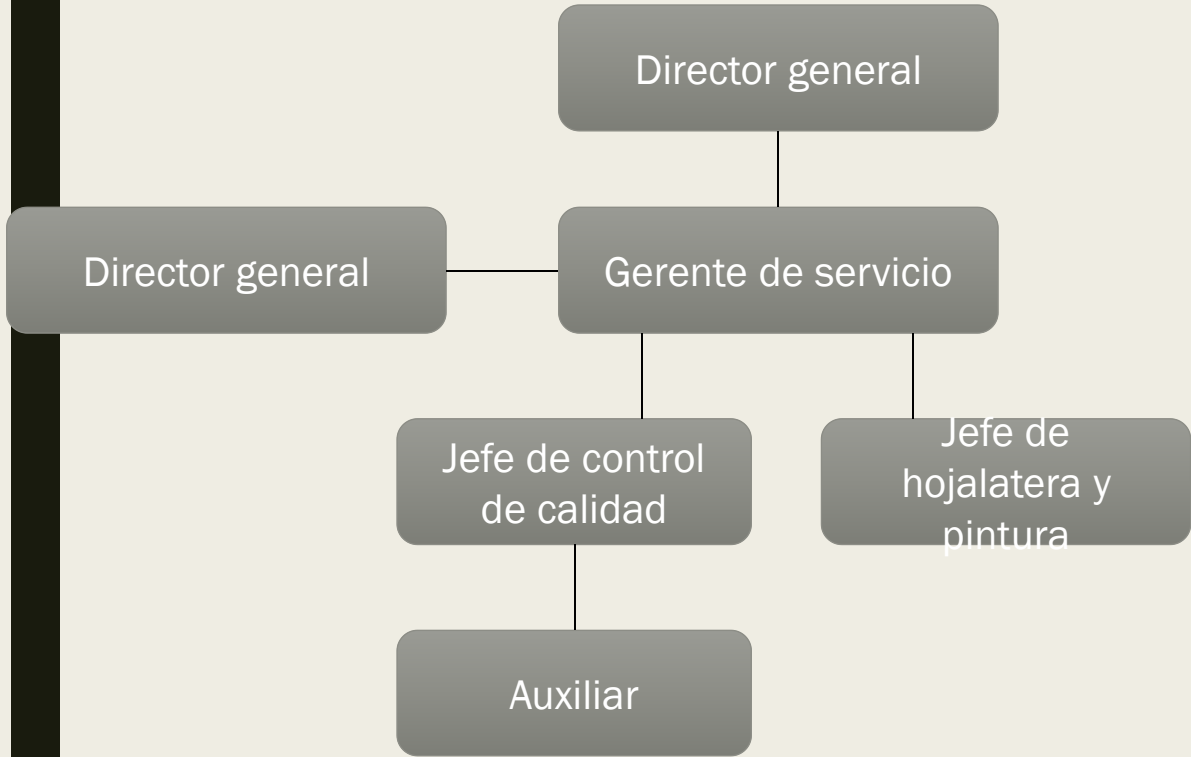 Director general
Director general
Gerente de servicio
Jefe de control
de calidad
Jefe de
hojalatera y
pintura
Auxiliar